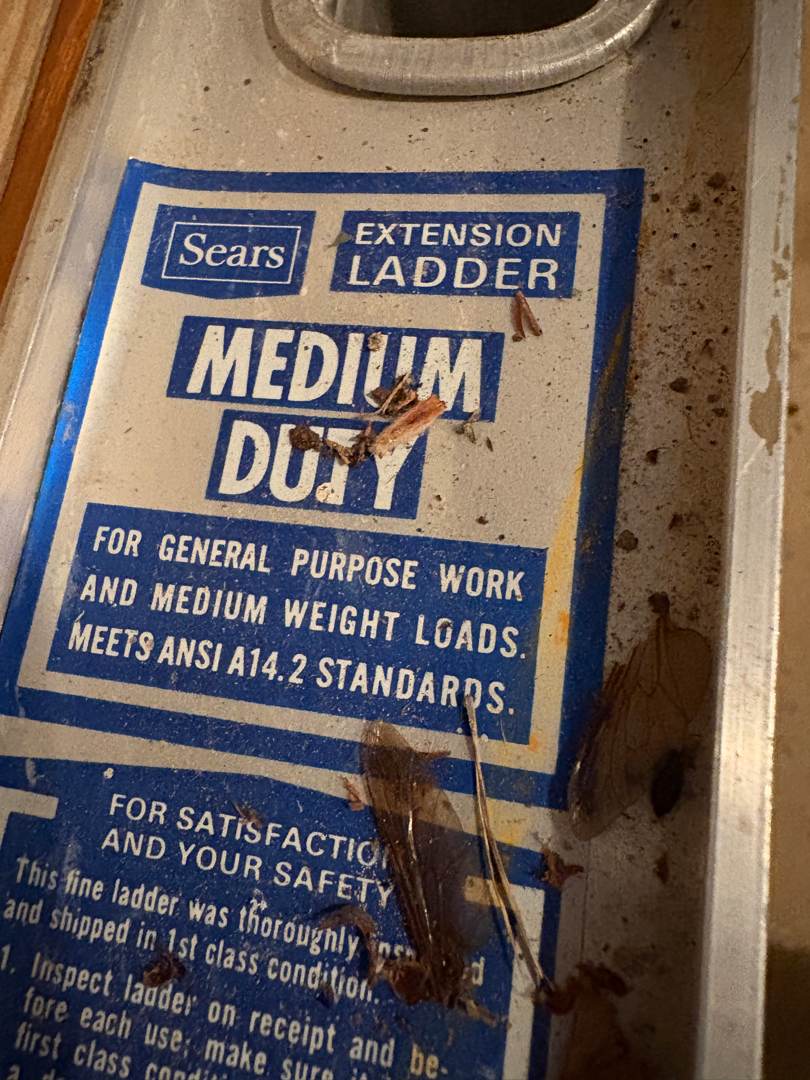 Sears
EXTENSION
LADDER
MEDIUM
DUTY
FOR GENERAL PURPOSE WORK
AND MEDIUM WEIGHT LOADS.
MEETS ANSI A14.2 STANDARDS.
FOR SATISFACTION
AND YOUR SAFETY
This fine ladder was thoroughly
and shipped in 1st class condition.
1. Inspect ladder on receipt and be-
fore each use; make sure
first class
a